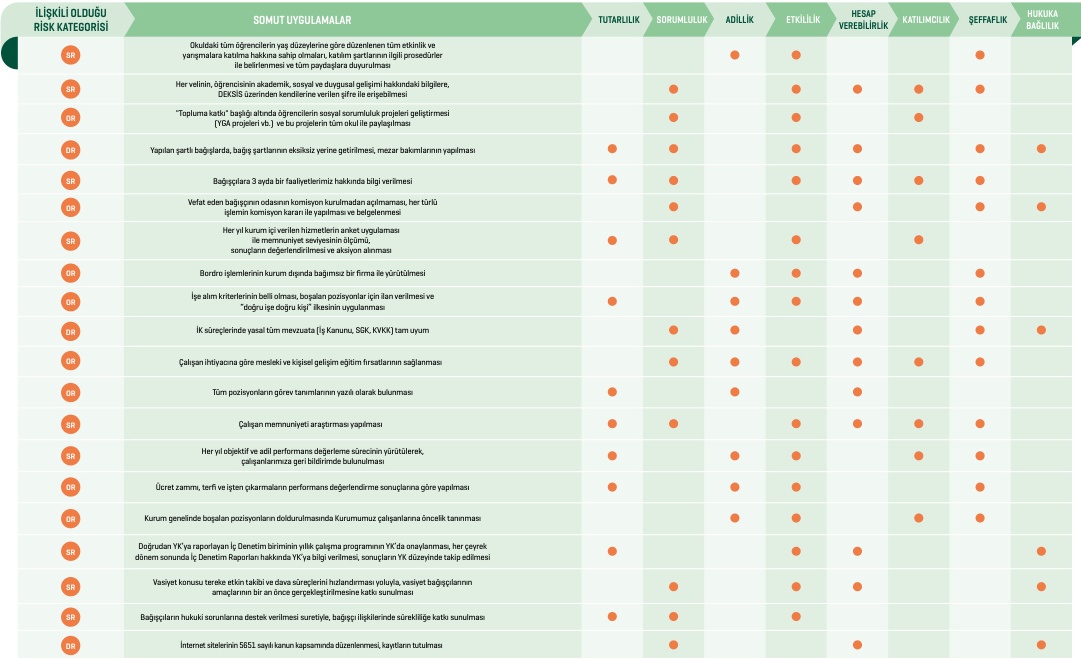 İLİŞKİLİ OLDUĞU
RİSK KATEGORİSİ
SOMUT UYGULAMALAR
TUTARLILIK
SORUMLULUK
ADİLLİK
ETKİLİLİK
HESAP
VEREBİLİRLİK
KATILIMCILIK
ŞEFFAFLIK
HUKUKA
BAĞLILIK
SR
Okuldaki tüm öğrencilerin yaş düzeylerine göre düzenlenen tüm etkinlik ve
yarışmalara katılma hakkına sahip olmaları, katılım şartlarının ilgili prosedürler
ile belirlenmesi ve tüm paydaşlara duyurulması
SR
Her velinin, öğrencisinin akademik, sosyal ve duygusal gelişimi hakkındaki bilgilere,
DEKSİS üzerinden kendilerine verilen şifre ile erişebilmesi
OR
"Topluma katkı" başlığı altında öğrencilerin sosyal sorumluluk projeleri geliştirmesi
(YGA projeleri vb.) ve bu projelerin tüm okul ile paylaşılması
DR
Yapılan şartlı bağışlarda, bağış şartlarının eksiksiz yerine getirilmesi, mezar bakımlarının yapılması
SR
Bağışçılara 3 ayda bir faaliyetlerimiz hakkında bilgi verilmesi
OR
Vefat eden bağışçının odasının komisyon kurulmadan açılmaması, her türlü
işlemin komisyon kararı ile yapılması ve belgelenmesi
SR
Her yıl kurum içi verilen hizmetlerin anket uygulaması
ile memnuniyet seviyesinin ölçümü,
sonuçların değerlendirilmesi ve aksiyon alınması
OR
Bordro işlemlerinin kurum dışında bağımsız bir firma ile yürütülmesi
OR
İşe alım kriterlerinin belli olması, boşalan pozisyonlar için ilan verilmesi ve
"doğru işe doğru kişi" ilkesinin uygulanması
DR
İK süreçlerinde yasal tüm mevzuata (İş Kanunu, SGK, KVKK) tam uyum
OR
Çalışan ihtiyacına göre mesleki ve kişisel gelişim eğitim fırsatlarının sağlanması
OR
Tüm pozisyonların görev tanımlarının yazılı olarak bulunması
SR
Çalışan memnuniyeti araştırması yapılması
SR
Her yıl objektif ve adil performans değerleme sürecinin yürütülerek,
çalışanlarımıza geri bildirimde bulunulması
OR
Ücret zammı, terfi ve işten çıkarmaların performans değerlendirme sonuçlarına göre yapılması
OR
Kurum genelinde boşalan pozisyonların doldurulmasında Kurumumuz çalışanlarına öncelik tanınması
SR
Doğrudan YK'ya raporlayan İç Denetim biriminin yıllık çalışma programının YK'da onaylanması, her çeyrek
dönem sonunda İç Denetim Raporları hakkında YK'ya bilgi verilmesi, sonuçların YK düzeyinde takip edilmesi
SR
Vasiyet konusu tereke etkin takibi ve dava süreçlerini hızlandırması yoluyla, vasiyet bağışçılarının
amaçlarının bir an önce gerçekleştirilmesine katkı sunulması
SR
Bağışçıların hukuki sorunlarına destek verilmesi suretiyle, bağışçı ilişkilerinde sürekliliğe katkı sunulması
DR
İnternet sitelerinin 5651 sayılı kanun kapsamında düzenlenmesi, kayıtların tutulması